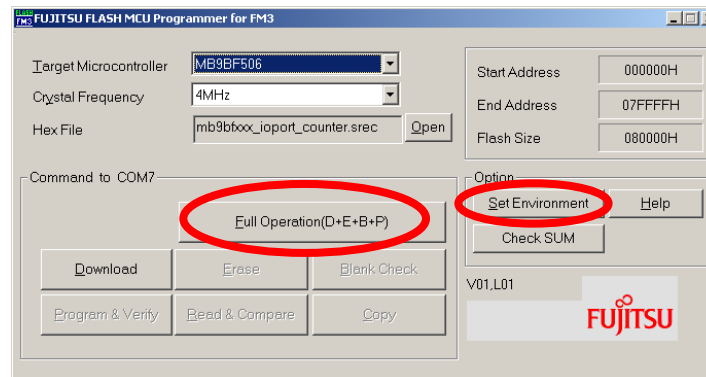 FLASH FM3 FUJITSU FLASH MCU Programmer for FM3
Target Microcontroller MB9BF506
Crystal Frequency 4MHz
Hex File mb9bfxxx_ioport_counter.srec Open
Start Address 000000H
End Address 07FFFFH
Flash Size 080000H
Command to COM7
Full Operation(D+E+B+P)
Download Erase Blank Check
Program & Verify Read & Compare Copy
Option
Set Environment Help
Check SUM
V01,L01
FUJITSU